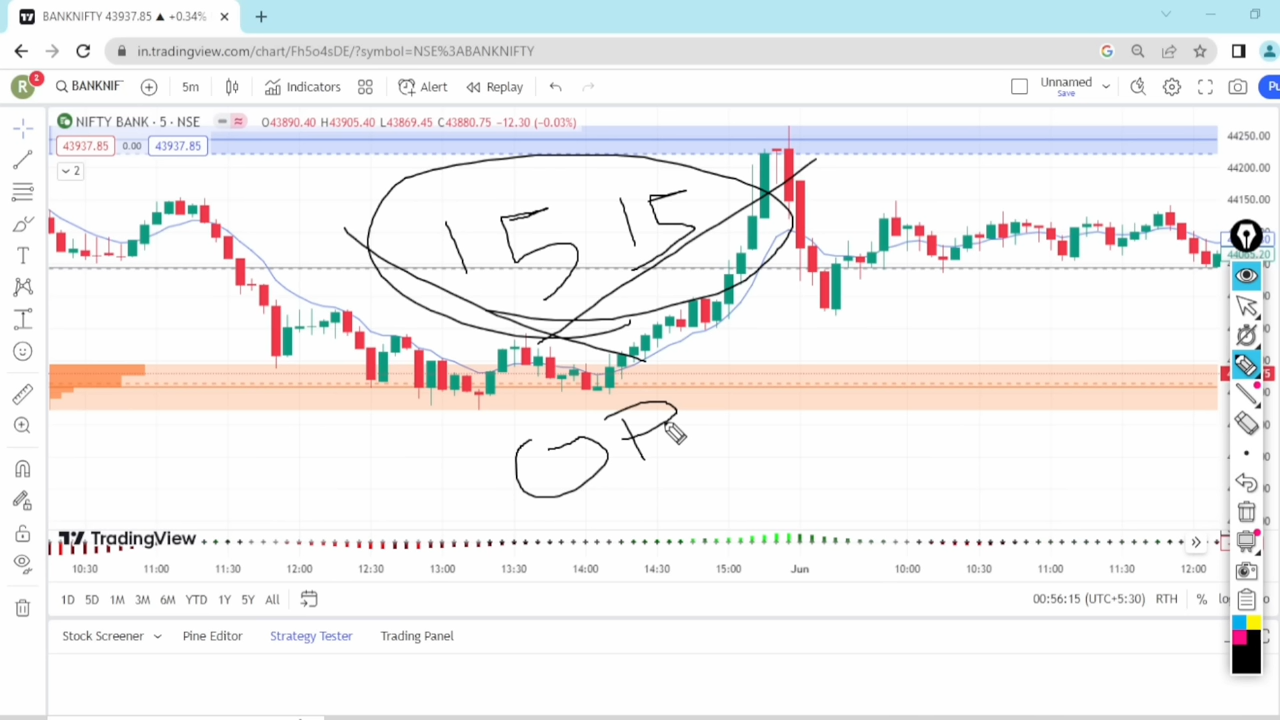 BANKNIFTY 43937.85 ▲ +0.34%
in.tradingview.com/chart/Fh5o4sDE/?symbol=NSE%3ABANKNIFTY
R 2 BANKNIF 5m Indicators Alert Replay Unnamed Save Pu
NIFTY BANK · 5 · NSE O43890.40 H43905.40 L43869.45 C43880.75 −12.30 (−0.03%)
43937.85 0.00 43937.85
2
44250.00
44200.00
44150.00
15 15
OP
TradingView
10:30 11:00 11:30 12:00 12:30 13:00 13:30 14:00 14:30 15:00 Jun 10:00 10:30 11:00 11:30 12:00
1D 5D 1M 3M 6M YTD 1Y 5Y All 00:56:15 (UTC+5:30) RTH %
Stock Screener Pine Editor Strategy Tester Trading Panel